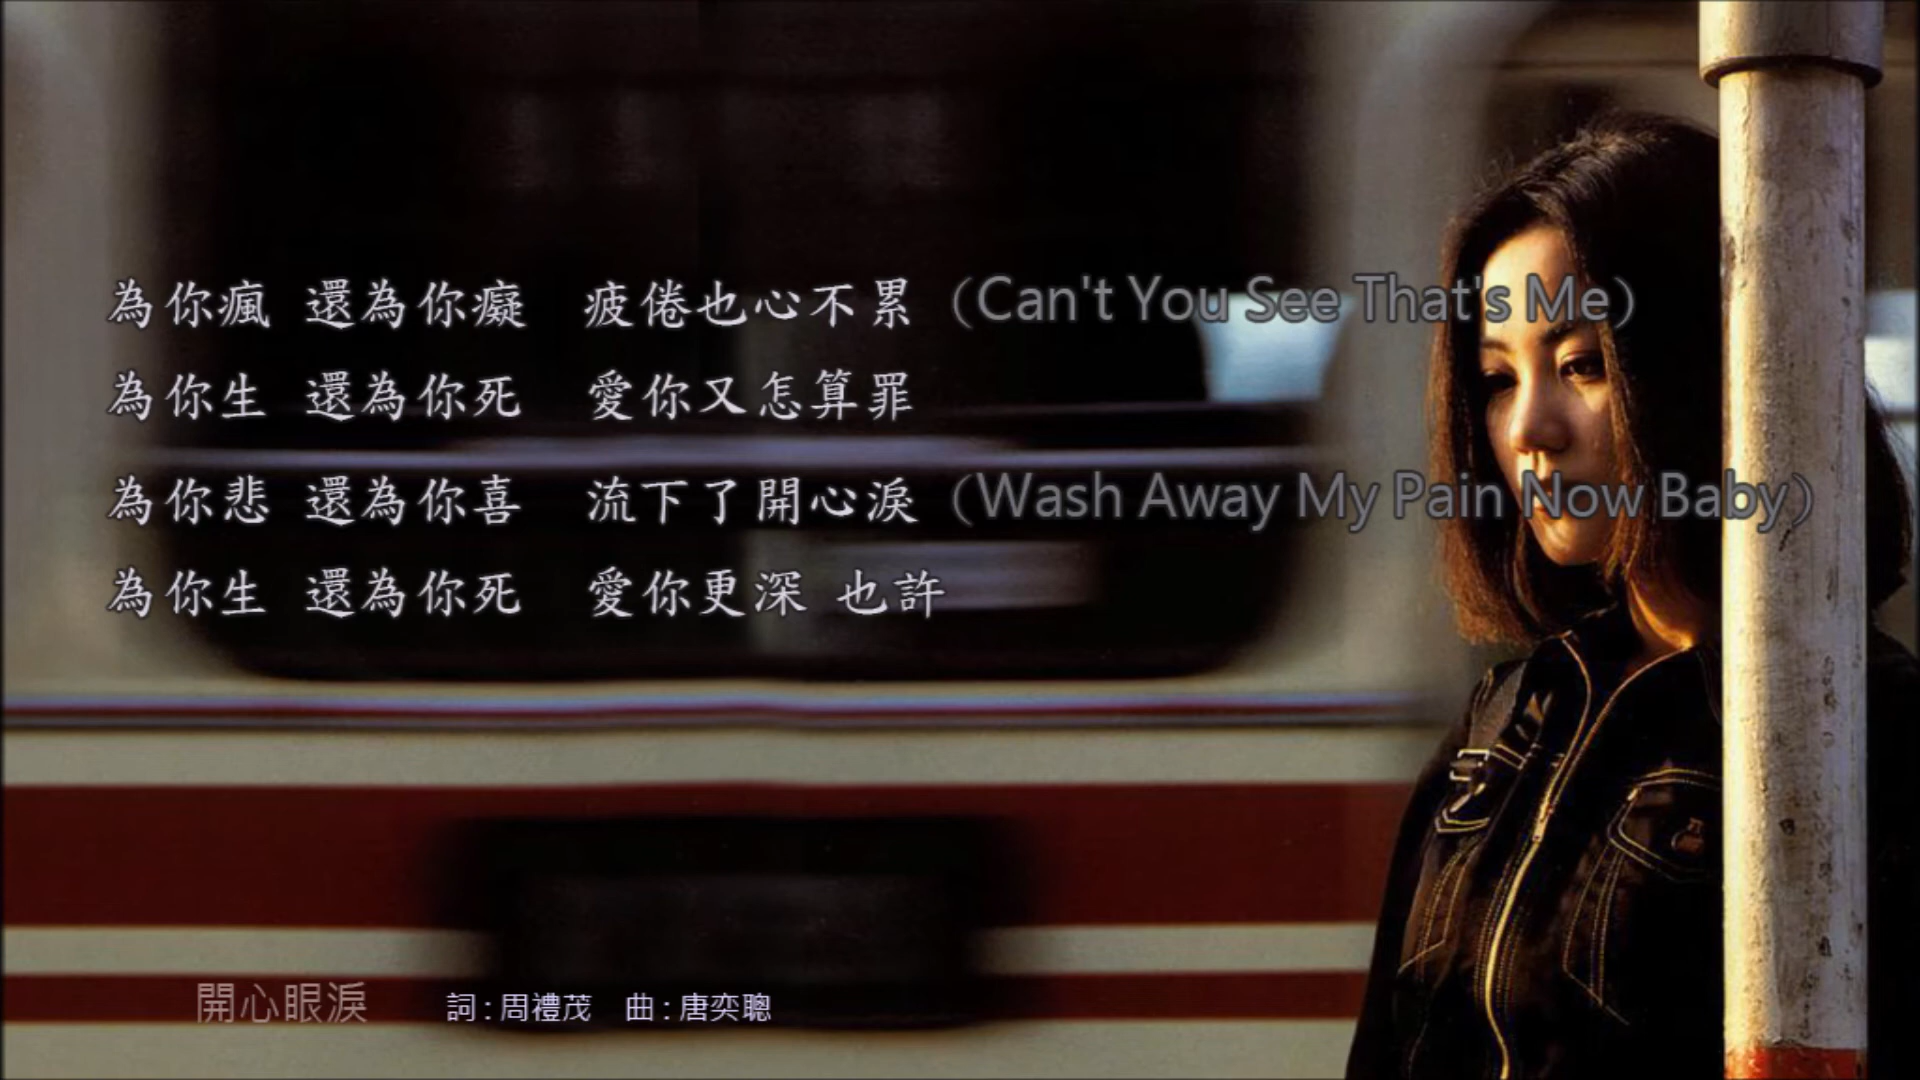 為你瘋 還為你癡 疲倦也心不累（Can't You See That's Me）
為你生 還為你死 愛你又怎算罪
為你悲 還為你喜 流下了開心淚（Wash Away My Pain Now Baby）
為你生 還為你死 愛你更深 也許
開心眼淚 詞 : 周禮茂 曲 : 唐奕聰